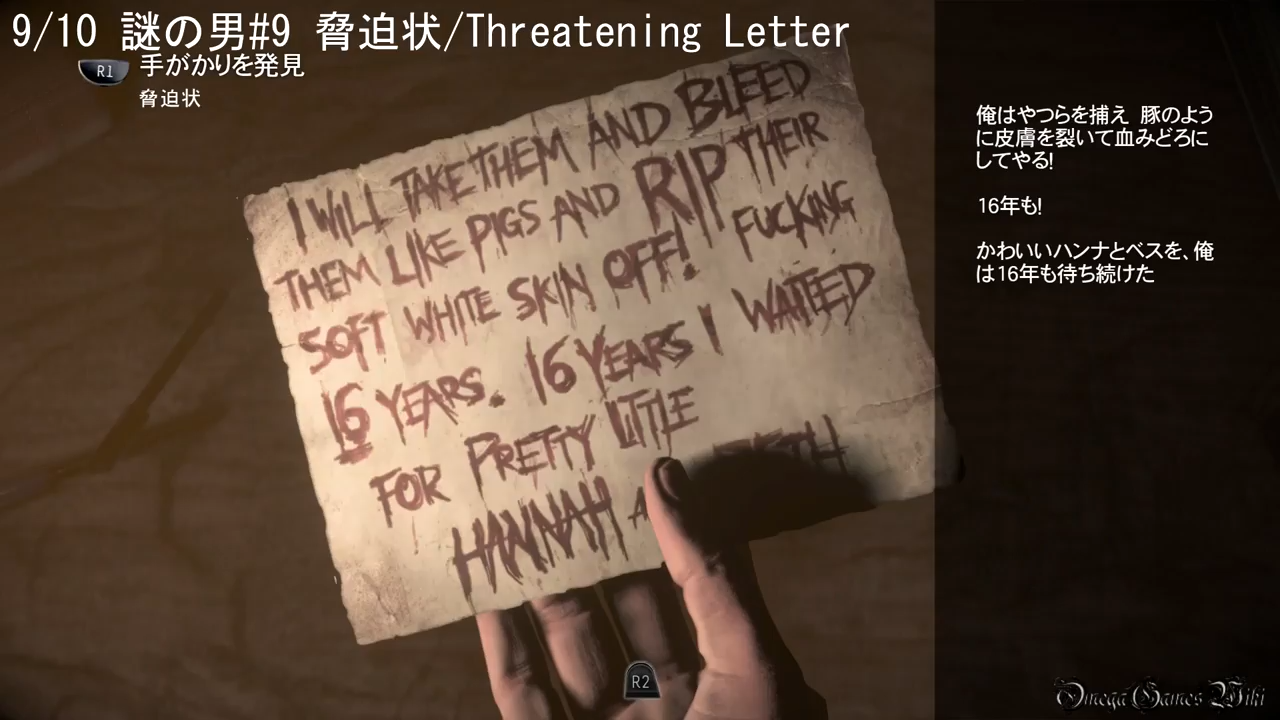 9/10 謎の男#9 脅迫状/Threatening Letter
R1 手がかりを発見
脅迫状
I WILL TAKE THEM AND BLEED
THEM LIKE PIGS AND RIP THEIR
SOFT WHITE SKIN OFF! FUCKING
16 YEARS. 16 YEARS I WAITED
FOR PRETTY LITTLE
HANNAH A BETH
俺はやつらを捕え 豚のよう
に皮膚を裂いて血みどろに
してやる!
16年も!
かわいいハンナとベスを、俺
は16年も待ち続けた
R2
Omega Games Wiki